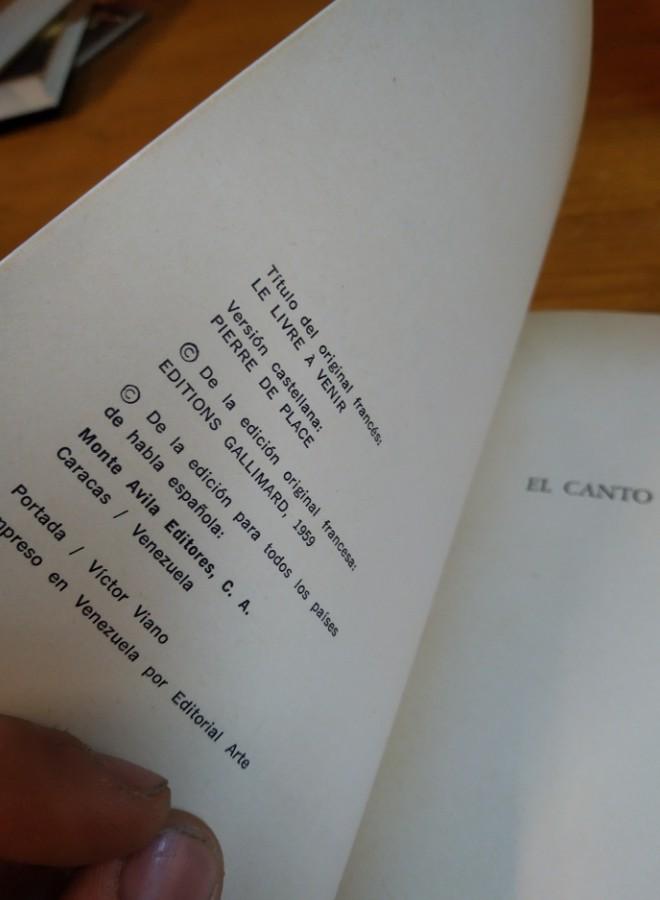 Título del original francés:
LE LIVRE A VENIR
Versión castellana:
PIERRE DE PLACE
© De la edición original francesa:
EDITIONS GALLIMARD, 1959
© De la edición para todos los países
de habla española:
Monte Avila Editores, C. A.
Caracas / Venezuela
Portada / Víctor Viano
mpreso en Venezuela por Editorial Arte
EL CANTO